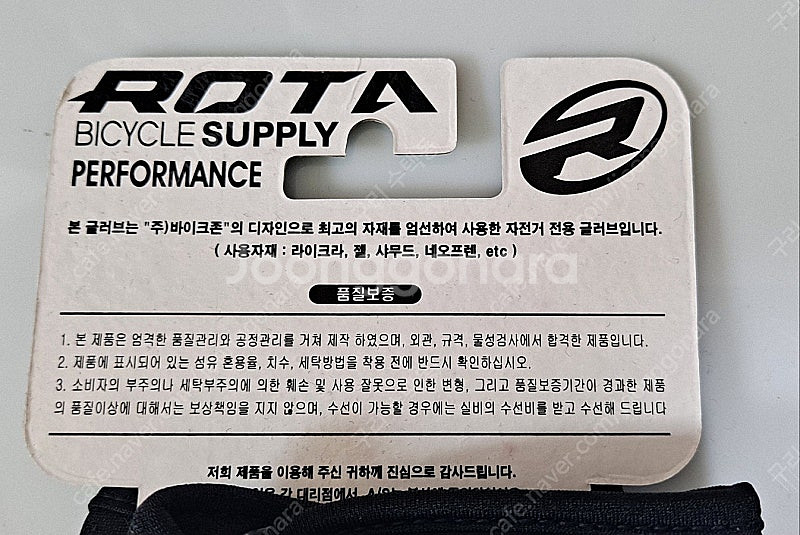 ROTA
BICYCLE SUPPLY
PERFORMANCE
본 글러브는 "주)바이크존"의 디자인으로 최고의 자재를 엄선하여 사용한 자전거 전용 글러브입니다.
( 사용자재 : 라이크라, 젤, 샤무드, 네오프렌, etc )
joonggonara
품질보증
1. 본 제품은 엄격한 품질관리와 공정관리를 거쳐 제작 하였으며, 외관, 규격, 물성검사에서 합격한 제품입니다.
2. 제품에 표시되어 있는 섬유 혼용율, 치수, 세탁방법을 착용 전에 반드시 확인하십시오.
3. 소비자의 부주의나 세탁부주의에 의한 훼손 및 사용 잘못으로 인한 변형, 그리고 품질보증기간이 경과한 제품
의 품질이상에 대해서는 보상책임을 지지 않으며, 수선이 가능할 경우에는 실비의 수선비를 받고 수선해 드립니다
저희 제품을 이용해 주신 귀하께 진심으로 감사드립니다.
각 대리점에서
cafe.naver.com/joonggonara